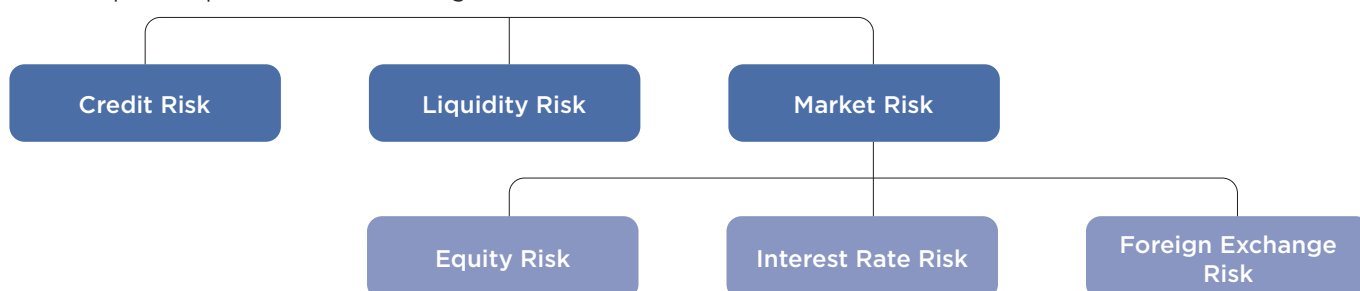 Credit Risk
Liquidity Risk
Market Risk
Equity Risk
Interest Rate Risk
Foreign Exchange
Risk